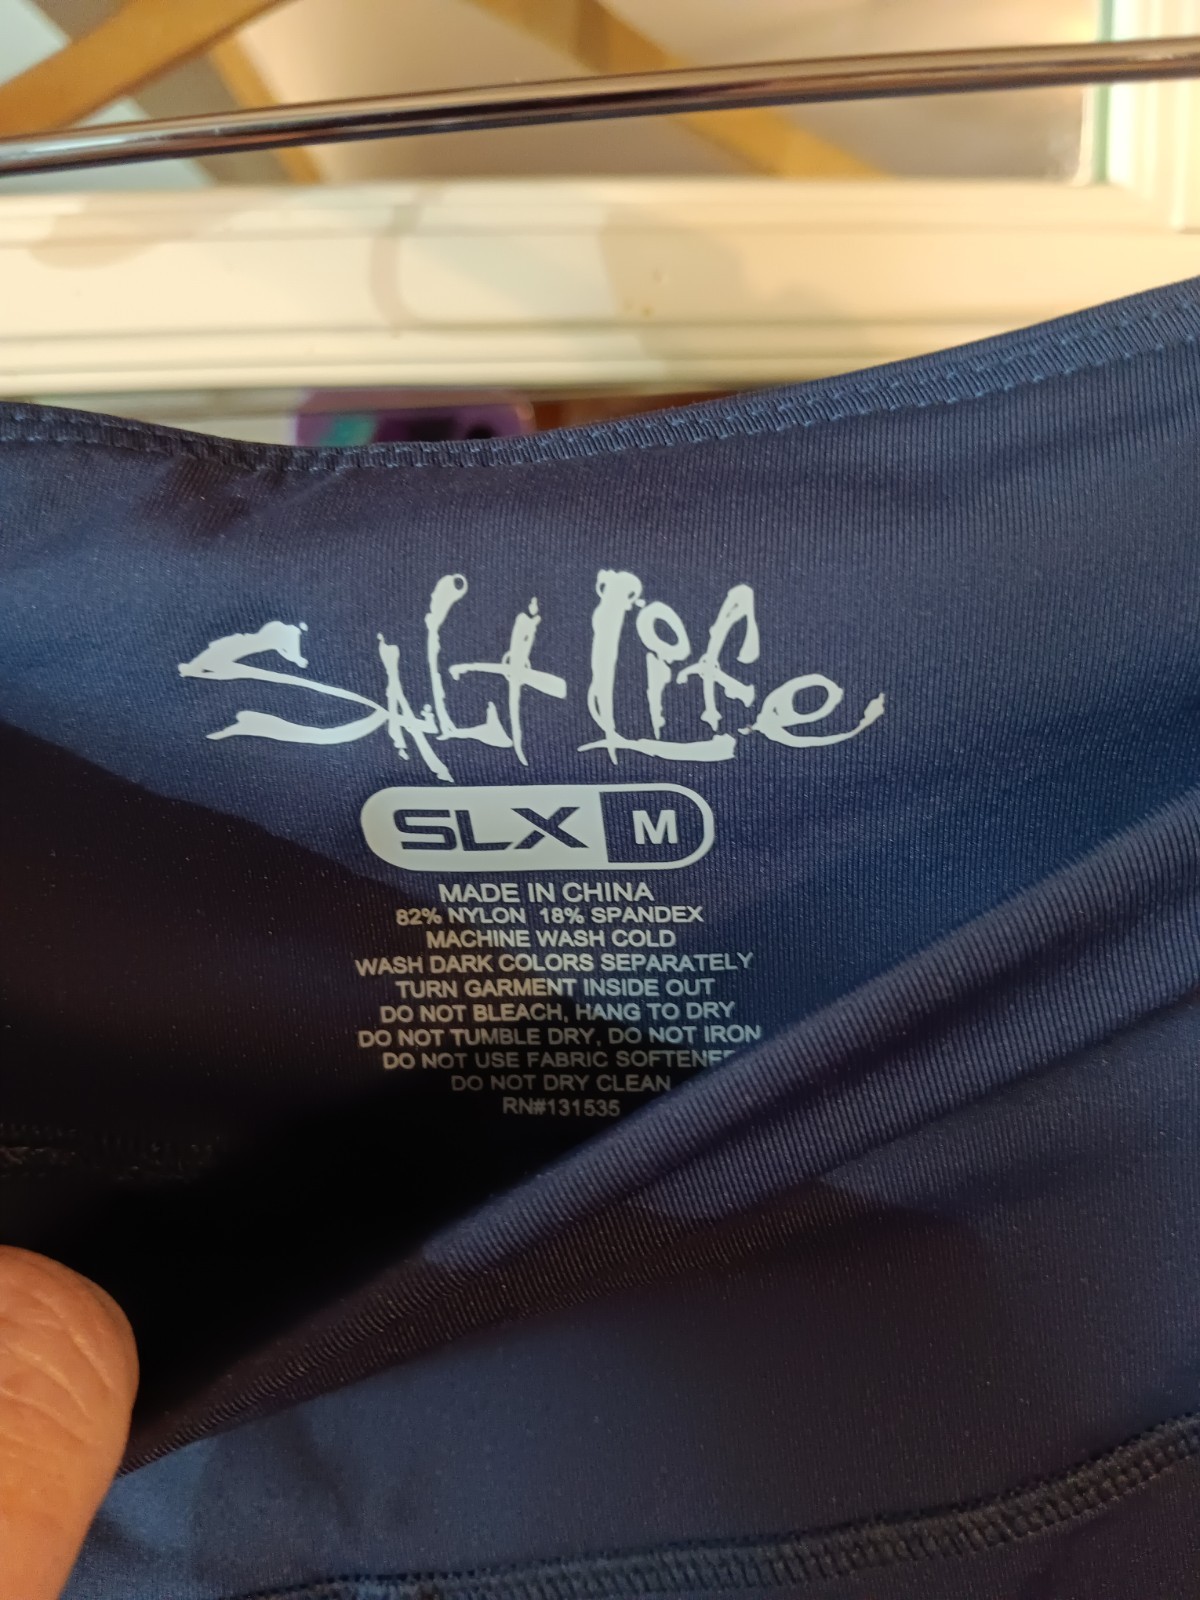 Salt Life
SLX M
MADE IN CHINA
82% NYLON 18% SPANDEX
MACHINE WASH COLD
WASH DARK COLORS SEPARATELY
TURN GARMENT INSIDE OUT
DO NOT BLEACH, HANG TO DRY
DO NOT TUMBLE DRY, DO NOT IRON
DO NOT USE FABRIC SOFTENER
DO NOT DRY CLEAN
RN#131535